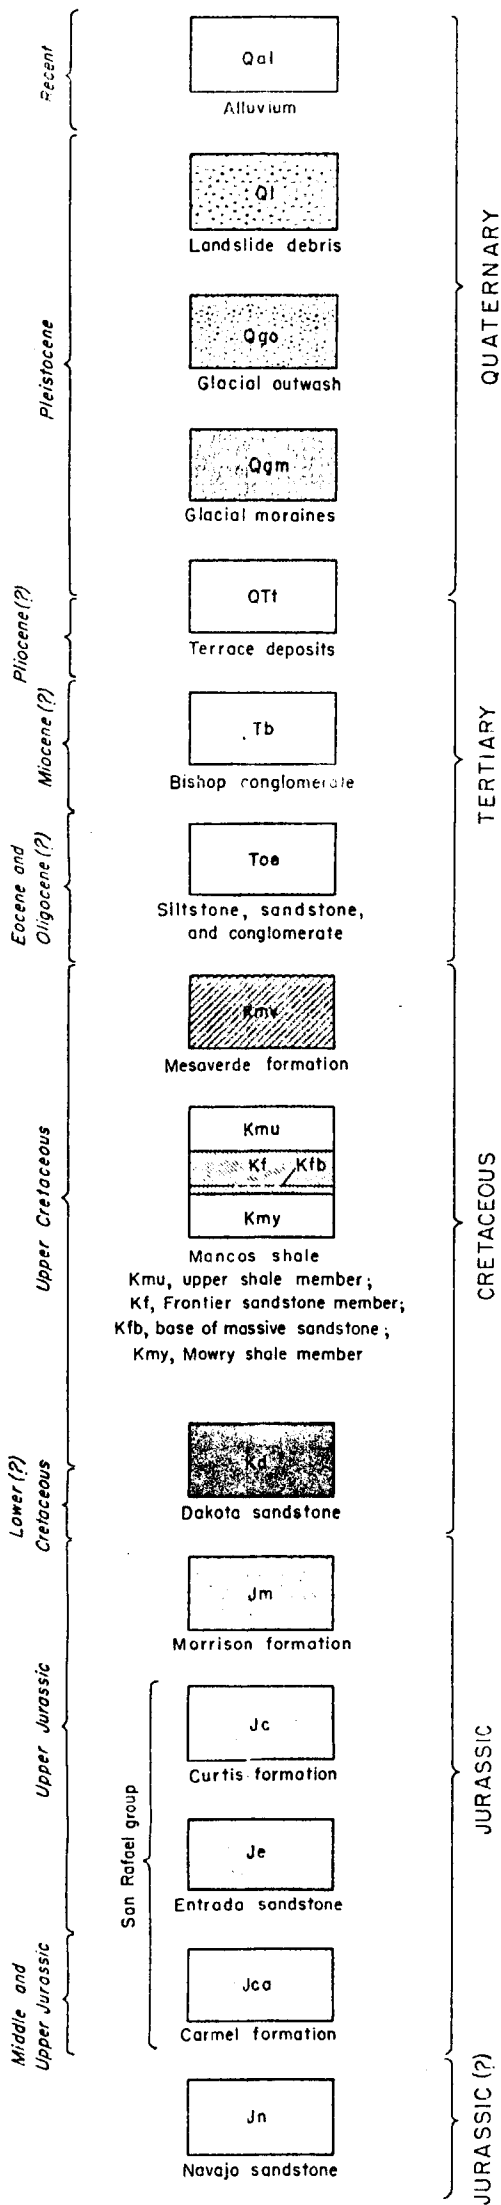 Recent
Qal
Alluvium
QUATERNARY
Pleistocene
Ql
Landslide debris
Qgo
Glacial outwash
Qgm
Glacial moraines
QTt
Terrace deposits
TERTIARY
Pliocene (?)
Miocene (?)
Tb
Bishop conglomerate
Eocene and
Oligocene (?)
Toe
Siltstone, sandstone,
and conglomerate
CRETACEOUS
Upper Cretaceous
Kmv
Mesaverde formation
Kmu
Kf
Kfb
Kmy
Mancos shale
Kmu, upper shale member;
Kf, Frontier sandstone member;
Kfb, base of massive sandstone;
Kmy, Mowry shale member
Lower (?)
Cretaceous
Kd
Dakota sandstone
JURASSIC
Upper Jurassic
Jm
Morrison formation
San Rafael group
Jc
Curtis formation
Je
Entrada sandstone
Middle and
Upper Jurassic
Jca
Carmel formation
JURASSIC (?)
Jn
Navajo sandstone